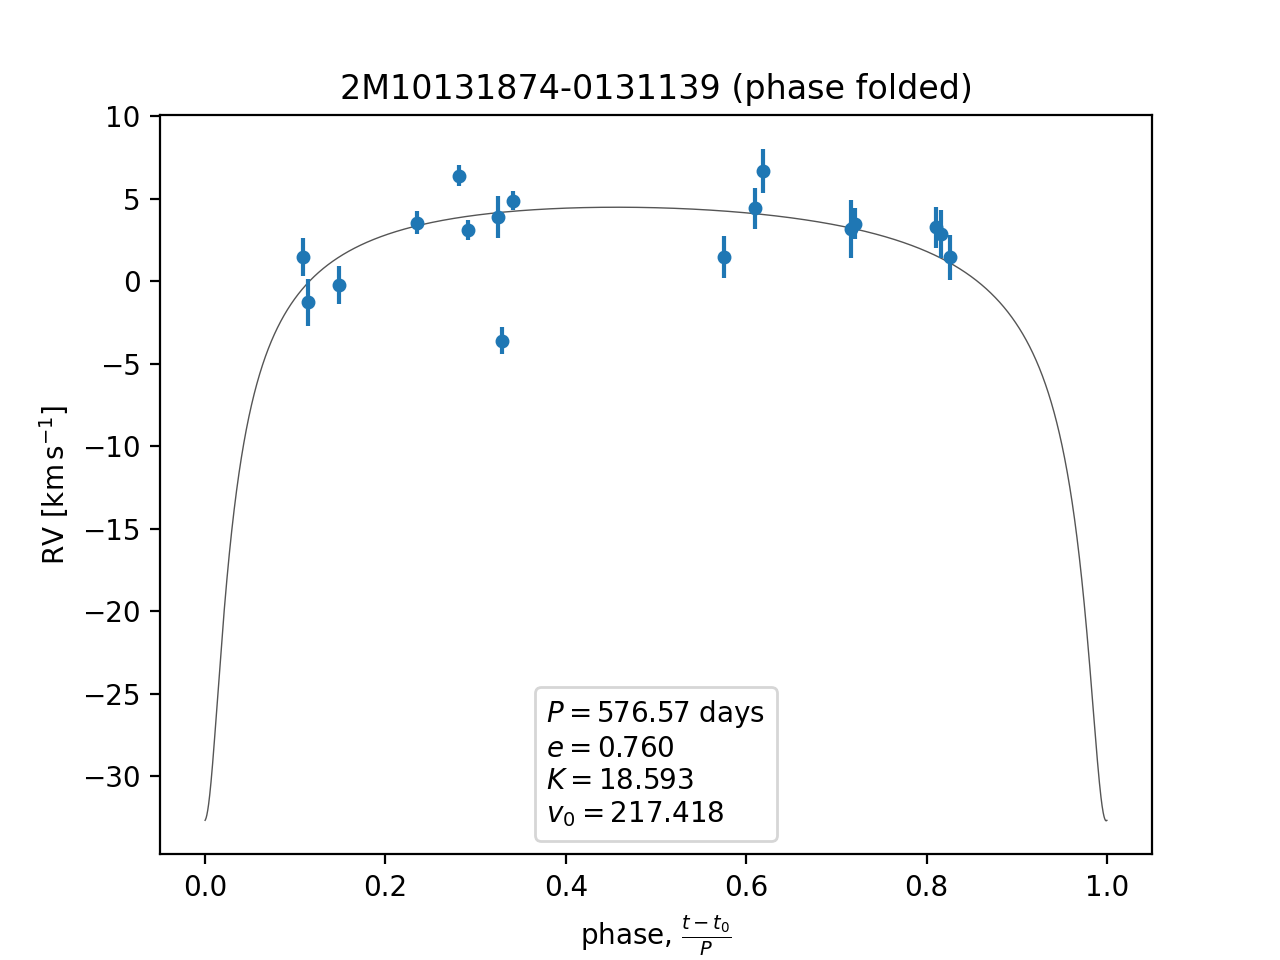 2M10131874-0131139 (phase folded)
10
5
0
−5
−10
−15
−20
−25
−30
RV [km s⁻¹]
P = 576.57 days
e = 0.760
K = 18.593
v₀ = 217.418
0.0 0.2 0.4 0.6 0.8 1.0
phase, (t − t₀)/P